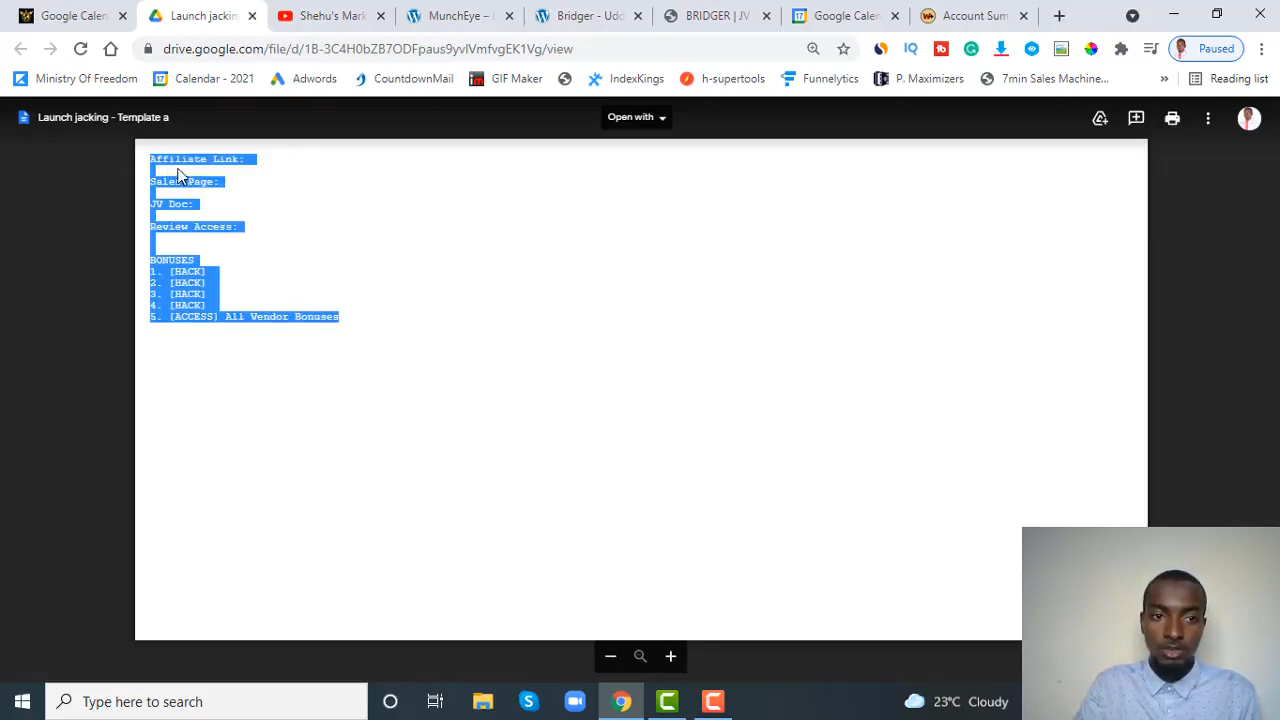 Google Calen
Launch jacking
Shehu's Mark
MunchEye –
Bridger – Udd
BRIDGER | JV
Google Calen
Account Sum
drive.google.com/file/d/1B-3C4H0bZB7ODFpaus9yvlVmfvgEK1Vg/view
Paused
Ministry Of Freedom
Calendar - 2021
Adwords
CountdownMail
GIF Maker
IndexKings
h-supertools
Funnelytics
P. Maximizers
7min Sales Machine...
»
Reading list
Launch jacking - Template a
Open with
Affiliate Link:
Sales Page:
JV Doc:
Review Access:
BONUSES
1. [HACK]
2. [HACK]
3. [HACK]
4. [HACK]
5. [ACCESS] All Vendor Bonuses
Type here to search
23°C Cloudy